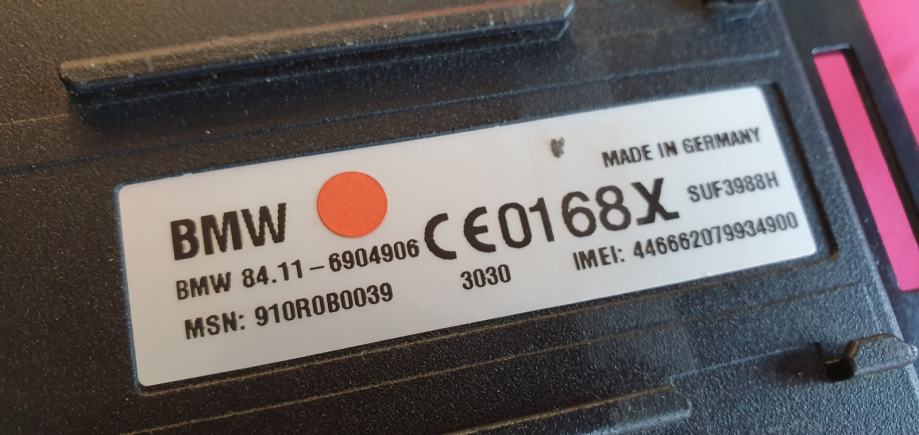 MADE IN GERMANY
BMW CE0168X SUF3988H
BMW 84.11-6904906
MSN: 910R0B0039 3030 IMEI: 446662079934900